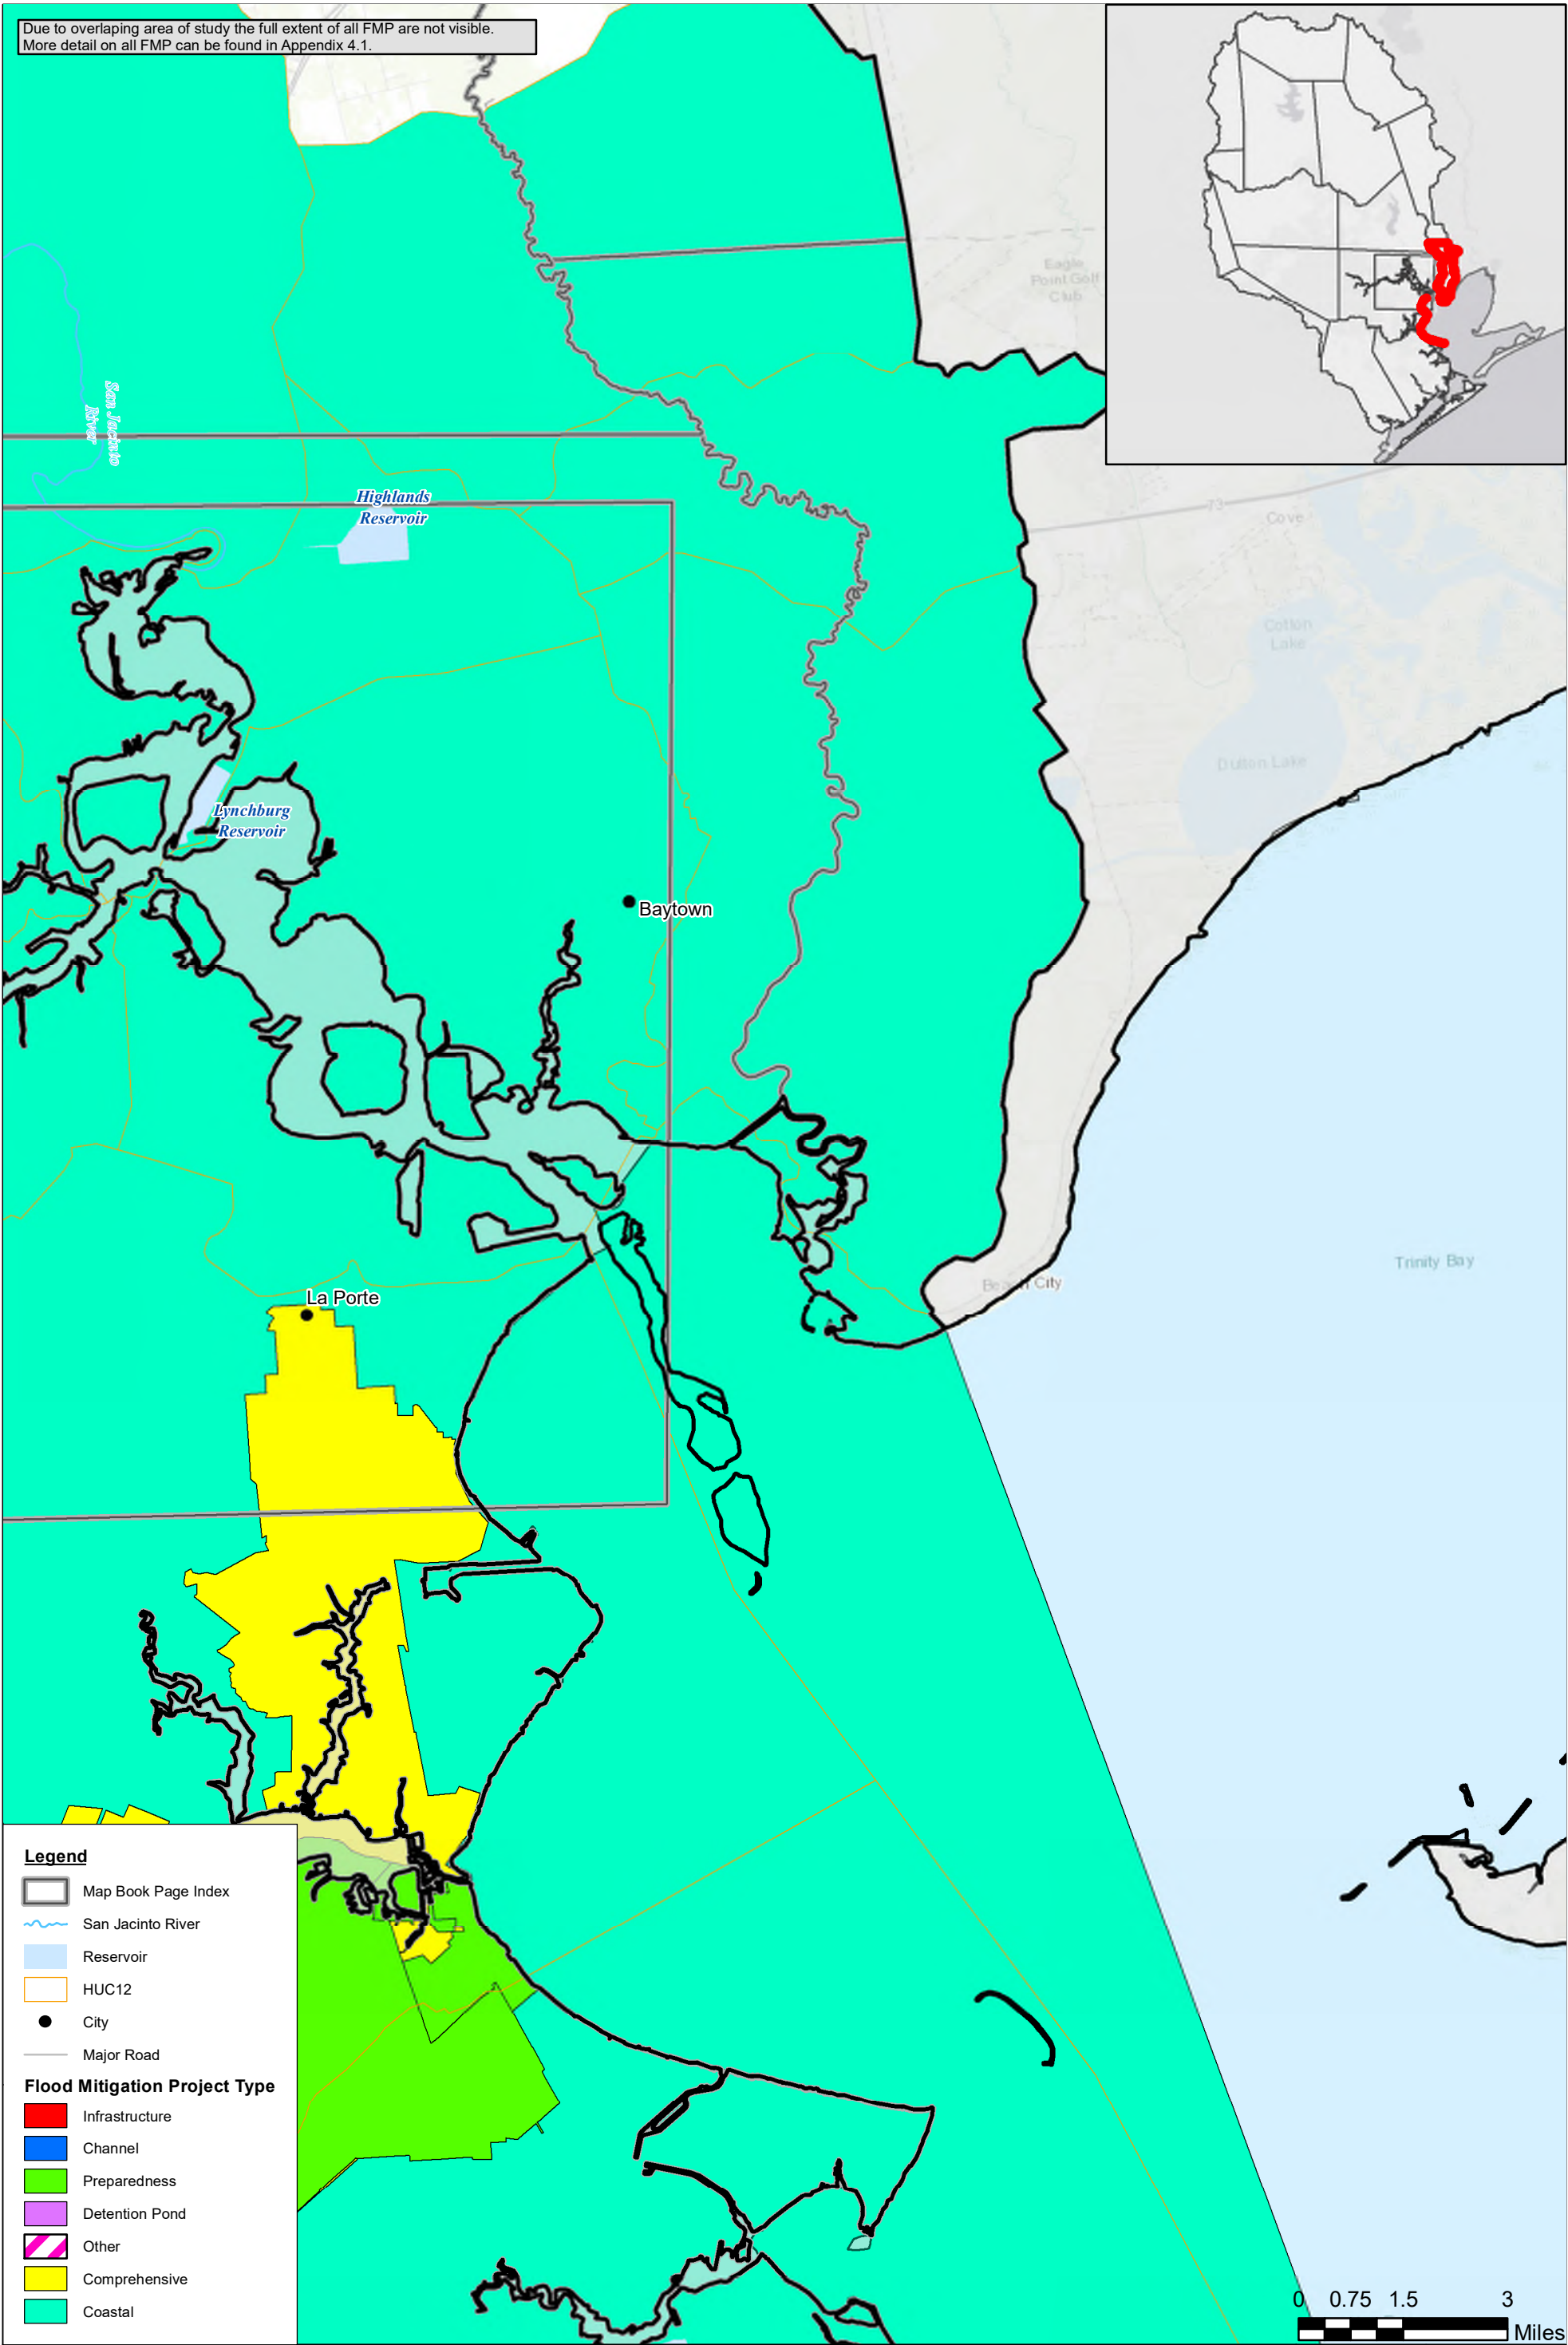 Due to overlaping area of study the full extent of all FMP are not visible.
More detail on all FMP can be found in Appendix 4.1.
Eagle
Point Golf
Club
San Jacinto
River
Highlands
Reservoir
73
Cove
Cotton
Lake
Dutton Lake
Lynchburg
Reservoir
Baytown
Trinity Bay
Beach City
La Porte
Legend
Map Book Page Index
San Jacinto River
Reservoir
HUC12
City
Major Road
Flood Mitigation Project Type
Infrastructure
Channel
Preparedness
Detention Pond
Other
Comprehensive
Coastal
0 0.75 1.5 3
Miles